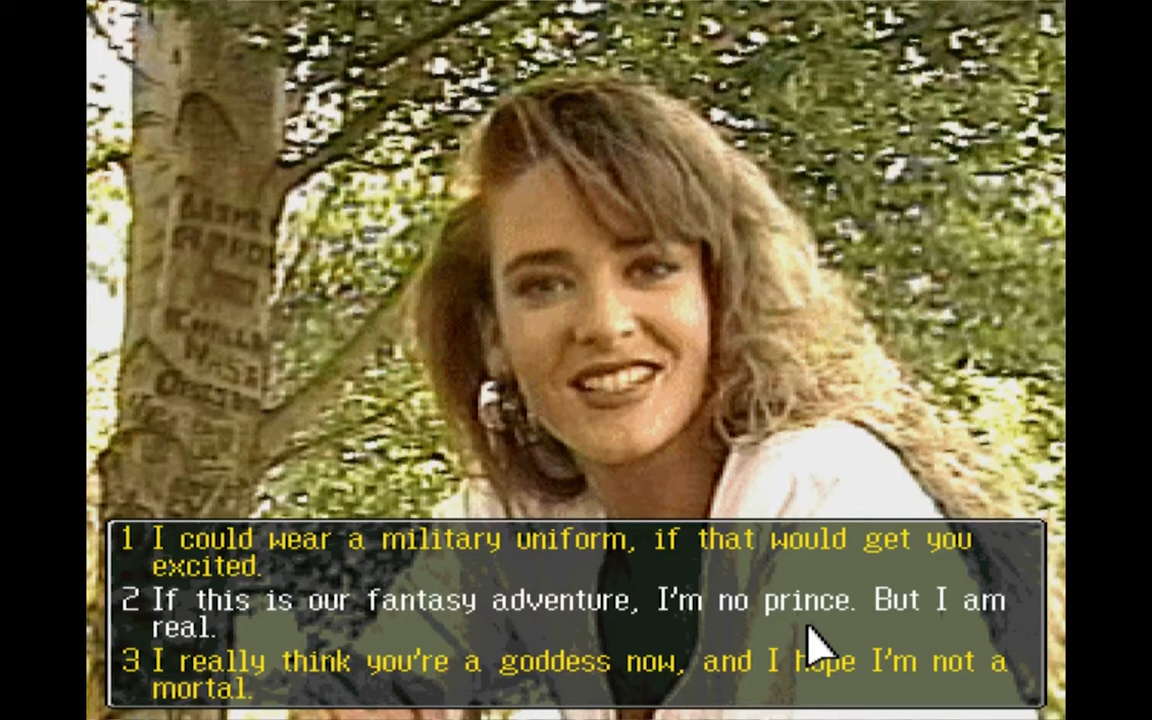 1 I could wear a military uniform, if that would get you
excited.
2 If this is our fantasy adventure, I'm no prince. But I am
real.
3 I really think you're a goddess now, and I hope I'm not a
mortal.